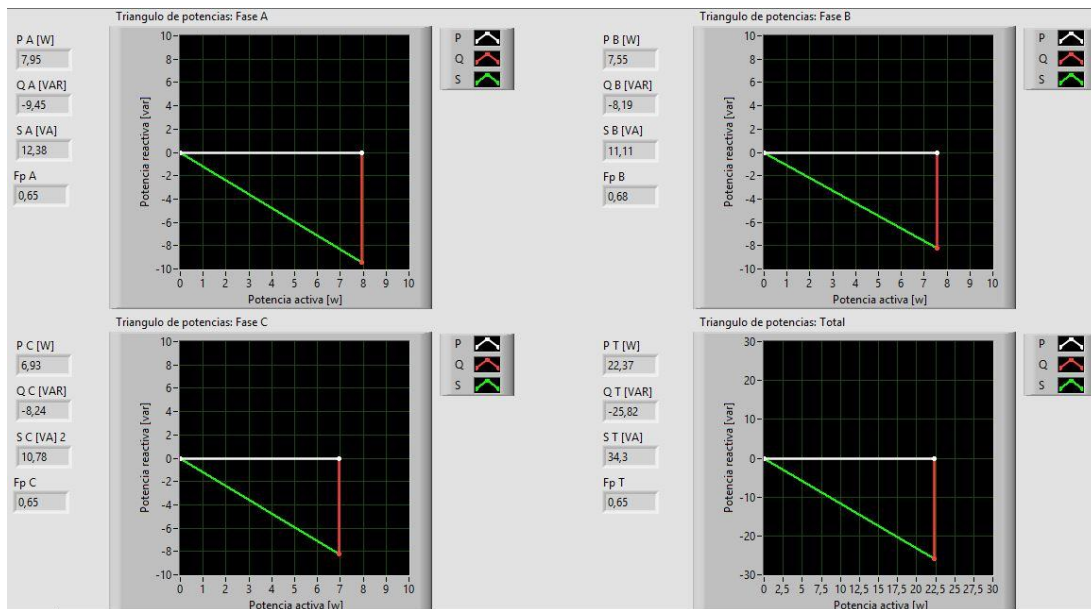 Triangulo de potencias: Fase A
P A [W]
7,95
Q A [VAR]
-9,45
S A [VA]
12,38
Fp A
0,65
Potencia reactiva [var]
10
8
6
4
2
0
-2
-4
-6
-8
-10
0 1 2 3 4 5 6 7 8 9 10
Potencia activa [w]
P
Q
S
Triangulo de potencias: Fase B
P B [W]
7,55
Q B [VAR]
-8,19
S B [VA]
11,11
Fp B
0,68
Potencia reactiva [var]
10
8
6
4
2
0
-2
-4
-6
-8
-10
0 1 2 3 4 5 6 7 8 9 10
Potencia activa [w]
P
Q
S
Triangulo de potencias: Fase C
P C [W]
6,93
Q C [VAR]
-8,24
S C [VA] 2
10,78
Fp C
0,65
Potencia reactiva [var]
10
8
6
4
2
0
-2
-4
-6
-8
-10
0 1 2 3 4 5 6 7 8 9 10
Potencia activa [w]
P
Q
S
Triangulo de potencias: Total
P T [W]
22,37
Q T [VAR]
-25,82
S T [VA]
34,3
Fp T
0,65
Potencia reactiva [var]
30
20
10
0
-10
-20
-30
0 2,5 5 7,5 10 12,5 15 17,5 20 22,5 25 27,5 30
Potencia activa [w]
P
Q
S